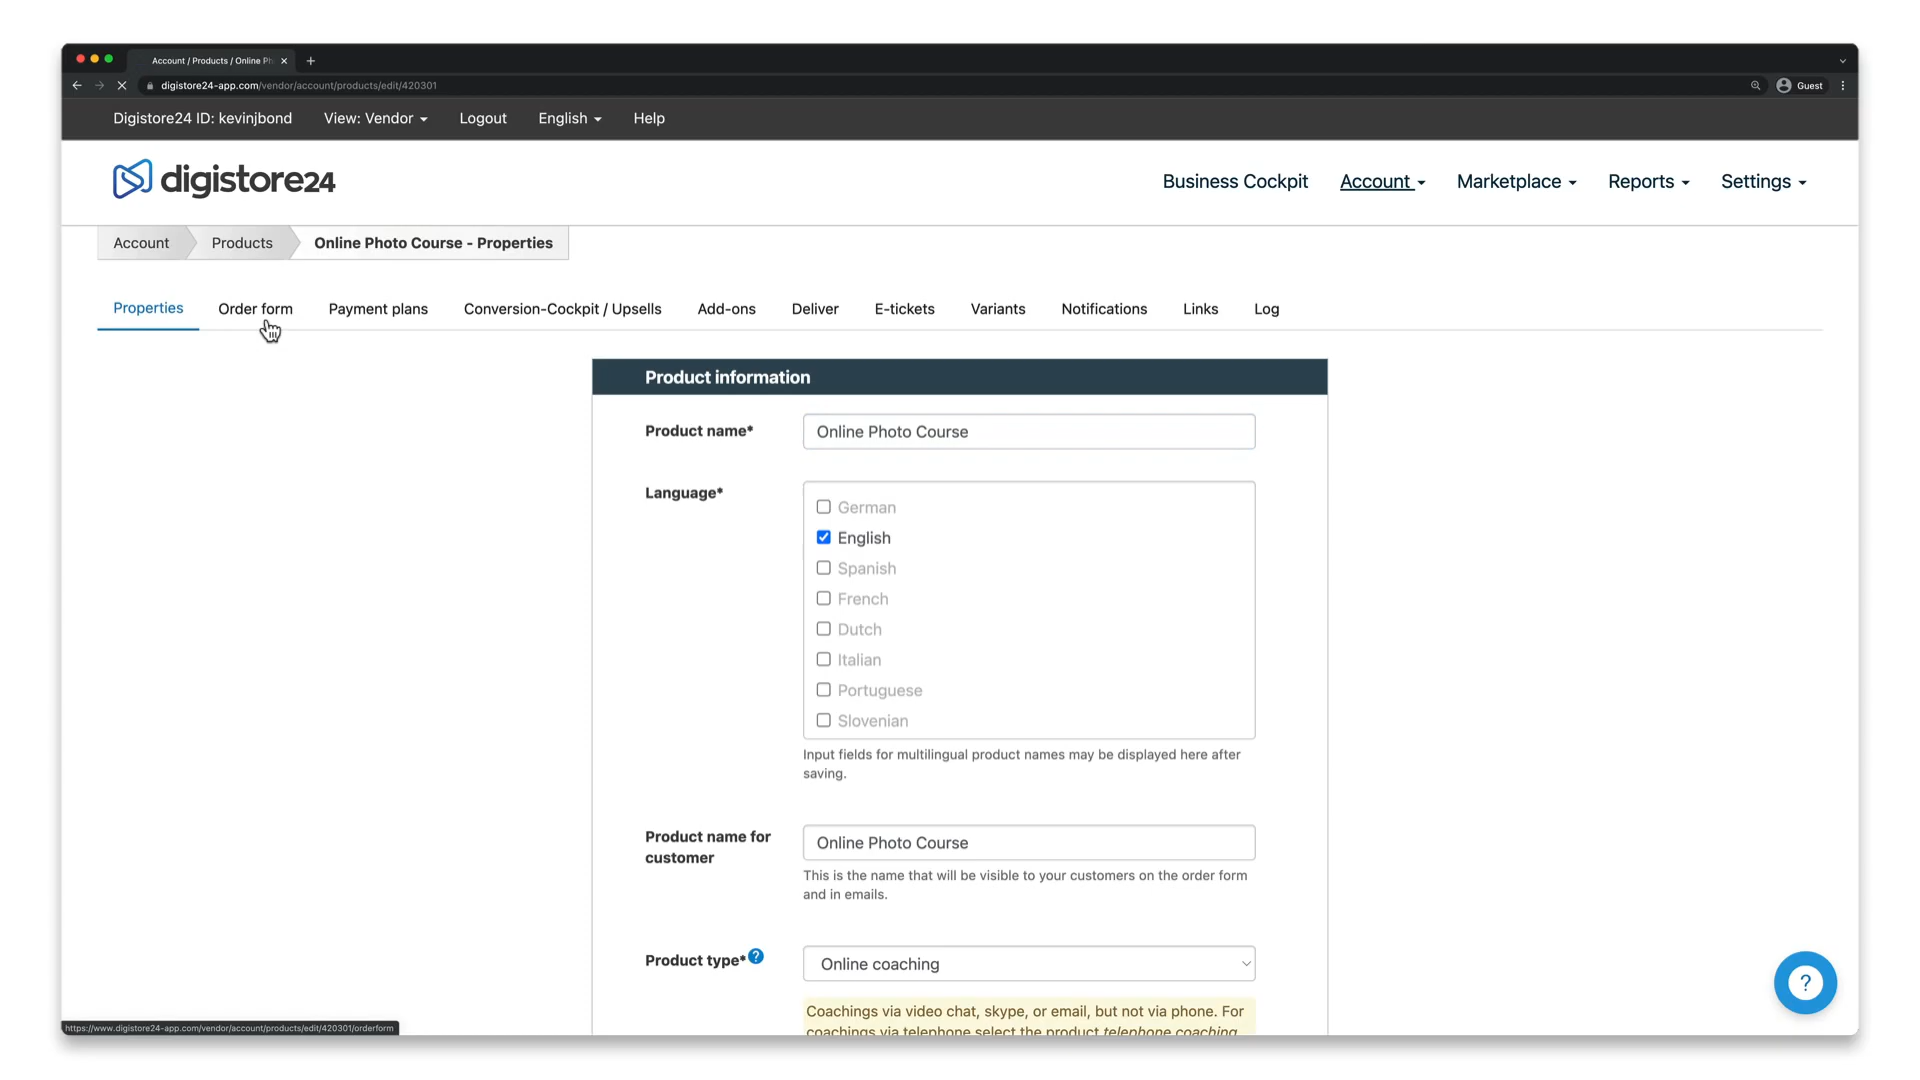 Account / Products / Online Ph
digistore24-app.com/vendor/account/products/edit/420301
Guest
Digistore24 ID: kevinjbond
View: Vendor
Logout
English
Help
digistore24
Business Cockpit
Account
Marketplace
Reports
Settings
Account
Products
Online Photo Course - Properties
Properties
Order form
Payment plans
Conversion-Cockpit / Upsells
Add-ons
Deliver
E-tickets
Variants
Notifications
Links
Log
Product information
Product name*
Online Photo Course
Language*
German
English
Spanish
French
Dutch
Italian
Portuguese
Slovenian
Input fields for multilingual product names may be displayed here after
saving.
Product name for
customer
Online Photo Course
This is the name that will be visible to your customers on the order form
and in emails.
Product type*
?
Online coaching
Coachings via video chat, skype, or email, but not via phone. For
coachings via telephone select the product telephone coaching
?
https://www.digistore24-app.com/vendor/account/products/edit/420301/orderform